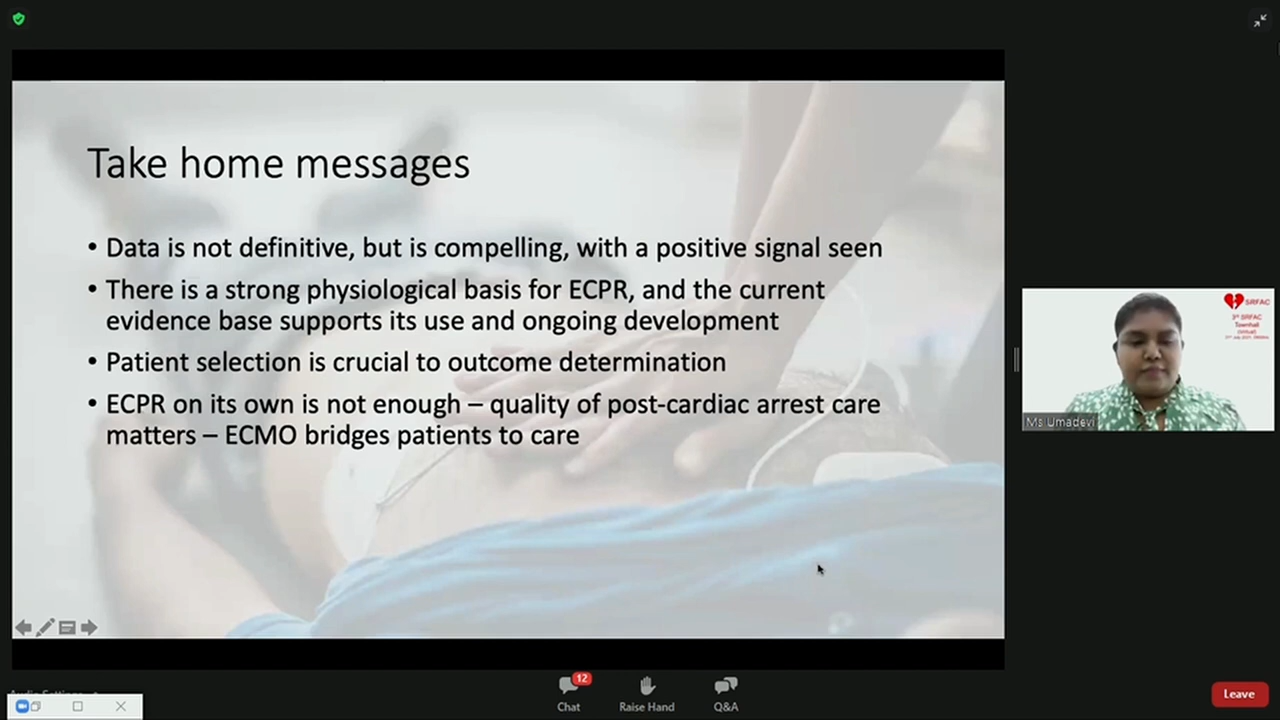 Take home messages
• Data is not definitive, but is compelling, with a positive signal seen
• There is a strong physiological basis for ECPR, and the current
evidence base supports its use and ongoing development
• Patient selection is crucial to outcome determination
• ECPR on its own is not enough – quality of post-cardiac arrest care
matters – ECMO bridges patients to care
SRFAC
3rd SRFAC
Townhall
(Virtual)
Ms Umadevi
12
Chat
Raise Hand
Q&A
Leave